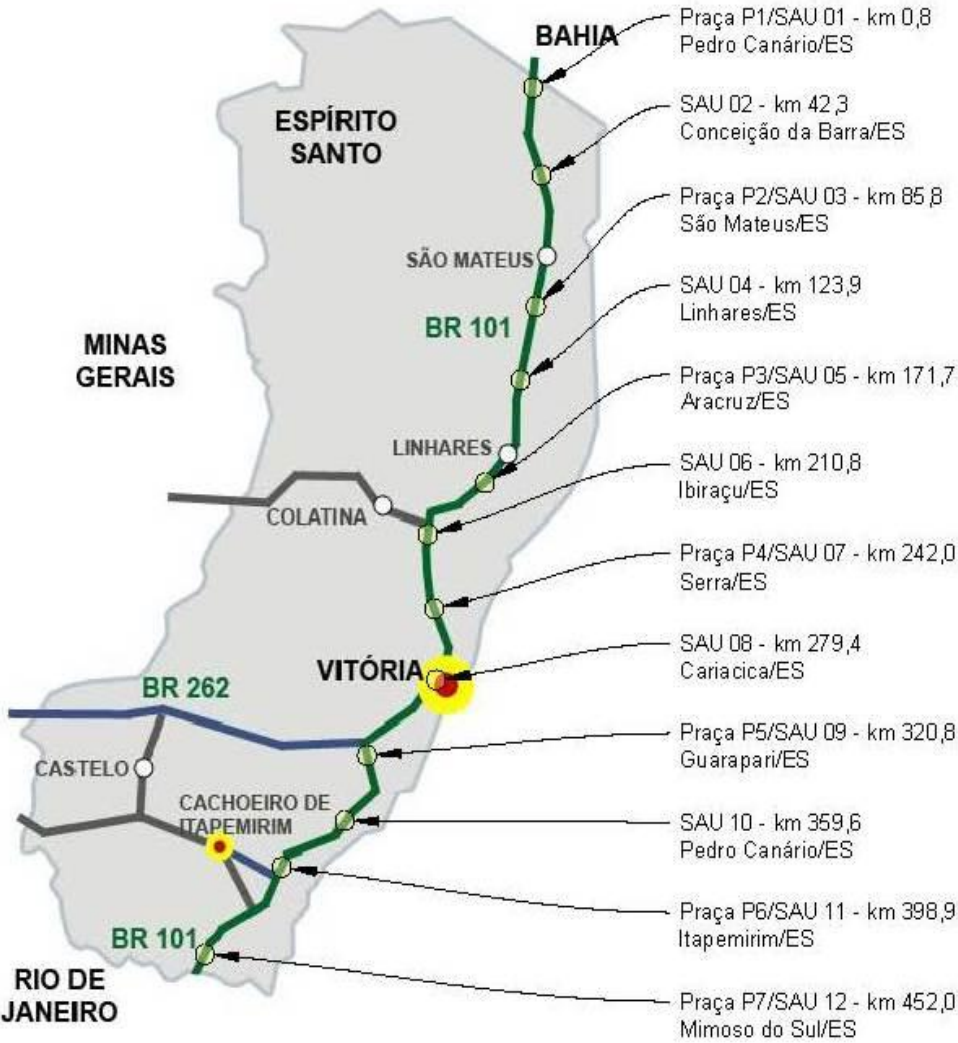 BAHIA
ESPÍRITO
SANTO
MINAS
GERAIS
SÃO MATEUS
BR 101
LINHARES
COLATINA
VITÓRIA
BR 262
CASTELO
CACHOEIRO DE
ITAPEMIRIM
BR 101
RIO DE
JANEIRO
Praça P1/SAU 01 - km 0,8
Pedro Canário/ES
SAU 02 - km 42,3
Conceição da Barra/ES
Praça P2/SAU 03 - km 85,8
São Mateus/ES
SAU 04 - km 123,9
Linhares/ES
Praça P3/SAU 05 - km 171,7
Aracruz/ES
SAU 06 - km 210,8
Ibiraçu/ES
Praça P4/SAU 07 - km 242,0
Serra/ES
SAU 08 - km 279,4
Cariacica/ES
Praça P5/SAU 09 - km 320,8
Guarapari/ES
SAU 10 - km 359,6
Pedro Canário/ES
Praça P6/SAU 11 - km 398,9
Itapemirim/ES
Praça P7/SAU 12 - km 452,0
Mimoso do Sul/ES